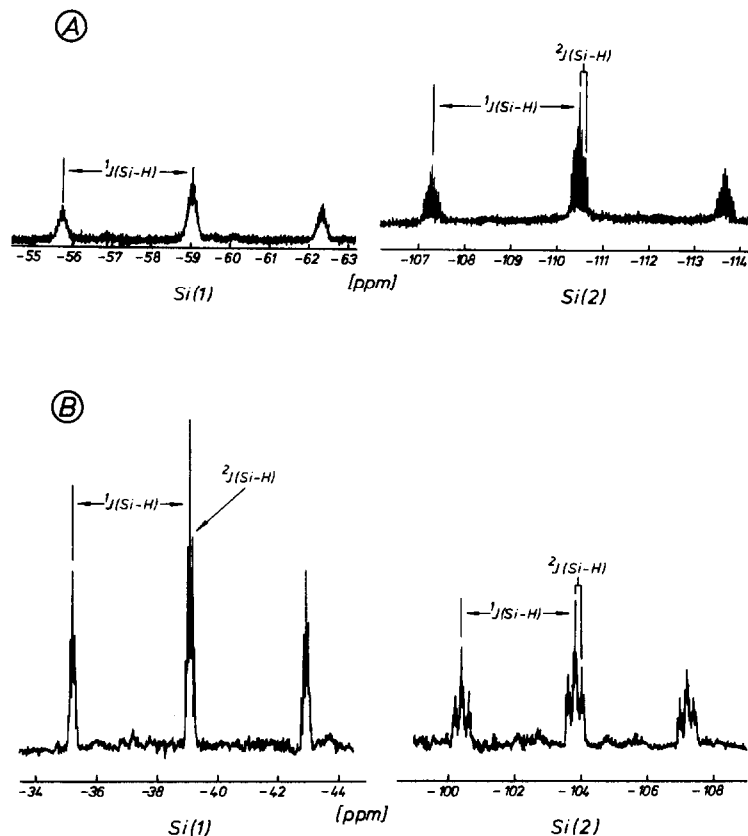 A
²J(Si-H)
¹J(Si-H)
¹J(Si-H)
-55 -56 -57 -58 -59 -60 -61 -62 -63
-107 -108 -109 -110 -111 -112 -113 -114
[ppm]
Si(1)
Si(2)
B
²J(Si-H)
¹J(Si-H)
²J(Si-H)
¹J(Si-H)
-34 -36 -38 -40 -42 -44
-100 -102 -104 -106 -108
[ppm]
Si(1)
Si(2)